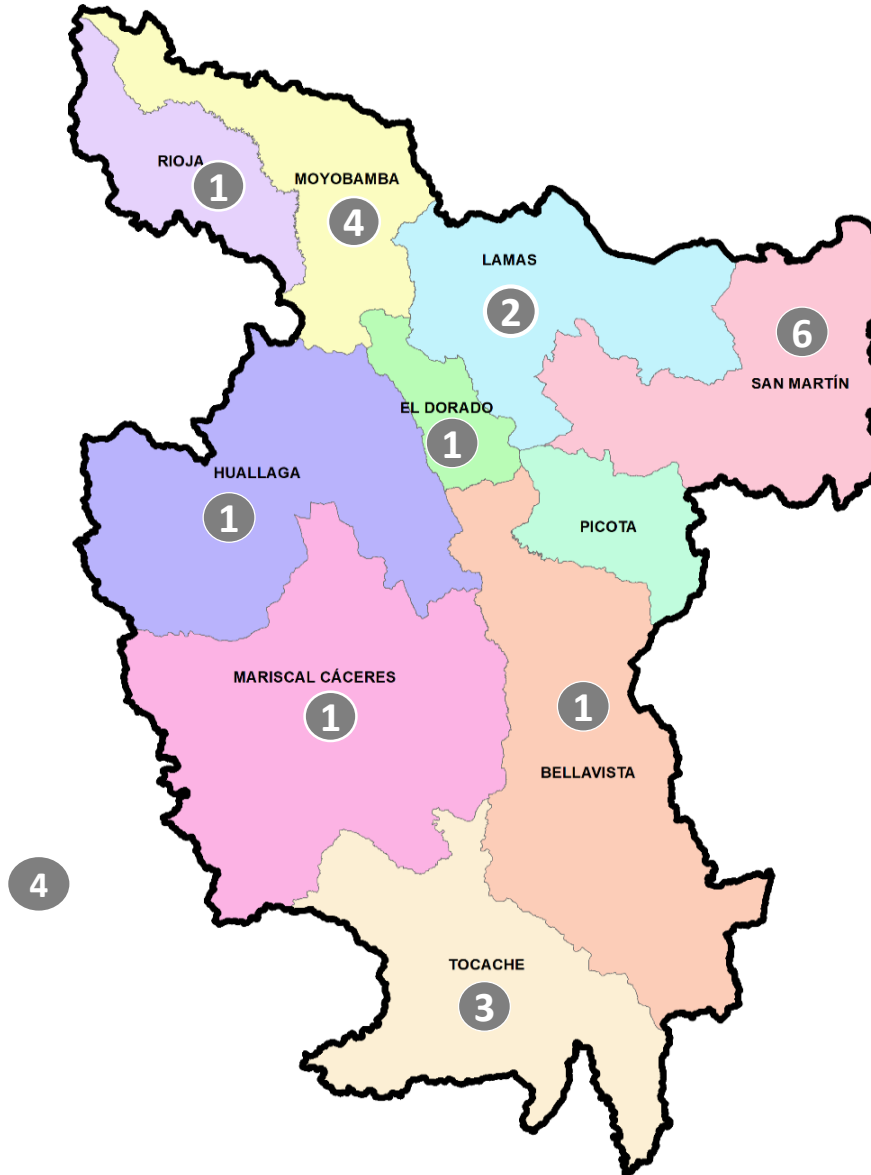 RIOJA
1
MOYOBAMBA
4
LAMAS
2
6
SAN MARTÍN
EL DORADO
1
HUALLAGA
1
PICOTA
MARISCAL CÁCERES
1
1
BELLAVISTA
4
TOCACHE
3